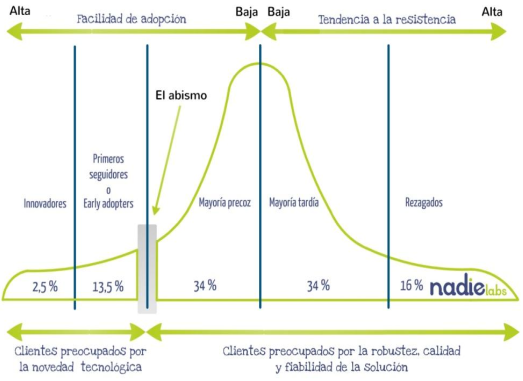 Alta
Facilidad de adopción
Baja
Baja
Tendencia a la resistencia
Alta
El abismo
Innovadores
Primeros
seguidores
o
Early adopters
Mayoría precoz
Mayoría tardía
Rezagados
2,5 %
13,5 %
34 %
34 %
16 %
nadie labs
Clientes preocupados por
la novedad tecnológica
Clientes preocupados por la robustez, calidad
y fiabilidad de la solución